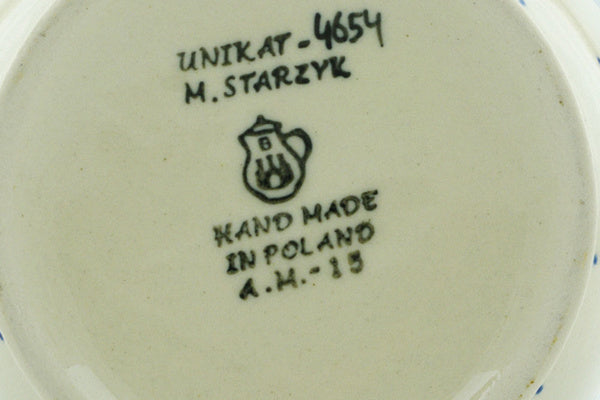 UNIKAT-4654
M. STARZYK
B
HAND MADE
IN POLAND
A.M.-15